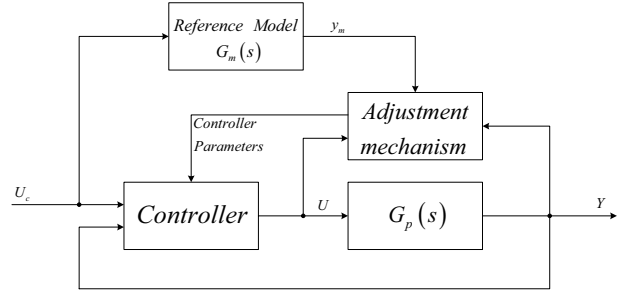 Reference Model
G_m(s)
y_m
Controller
Parameters
Adjustment
mechanism
U_c
Controller
U
G_p(s)
Y